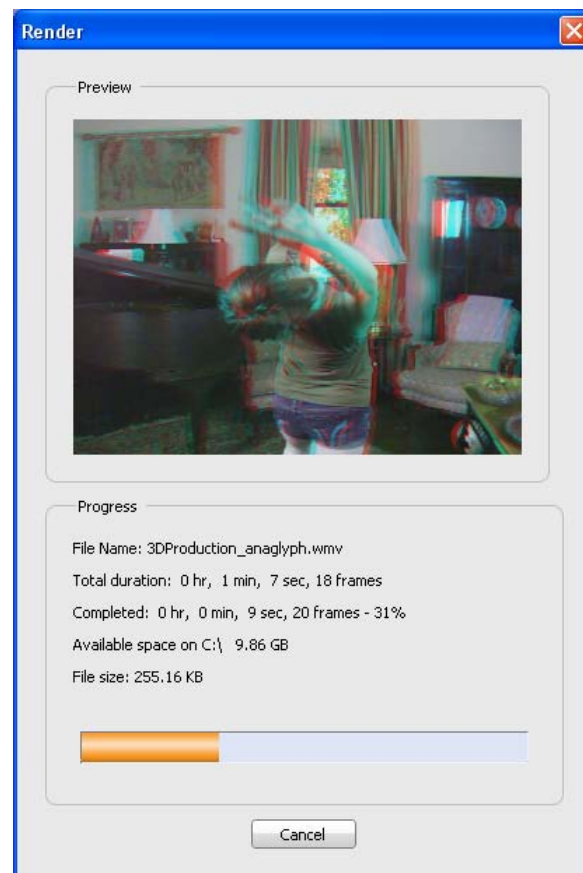 Render
Preview
Progress
File Name: 3DProduction_anaglyph.wmv
Total duration:  0 hr,  1 min,  7 sec, 18 frames
Completed:  0 hr,  0 min,  9 sec, 20 frames - 31%
Available space on C:\   9.86 GB
File size: 255.16 KB
Cancel